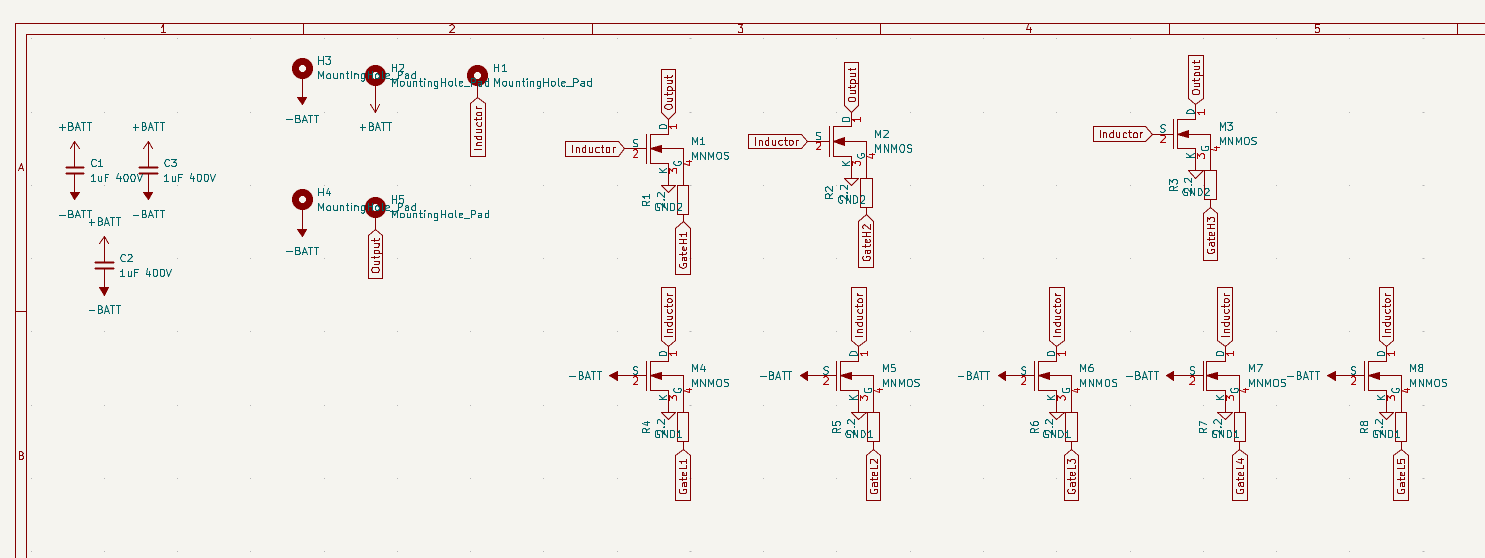 1
2
3
4
5
A
B
H3
MountingHole_Pad
-BATT
H2
MountingHole_Pad
+BATT
H1
MountingHole_Pad
Inductor
+BATT
C1
1uF 400V
-BATT
+BATT
C3
1uF 400V
-BATT
+BATT
C2
1uF 400V
-BATT
H4
MountingHole_Pad
-BATT
H5
MountingHole_Pad
Output
Output
D
1
Inductor
S
2
M1
MNMOS
K
3
G
4
R1
2.2
GND2
GateH1
Output
D
1
Inductor
S
2
M2
MNMOS
K
3
G
4
R2
2.2
GND2
GateH2
Output
D
1
Inductor
S
2
M3
MNMOS
K
3
G
4
R3
2.2
GND2
GateH3
Inductor
D
1
-BATT
S
2
M4
MNMOS
K
3
G
4
R4
2.2
GND1
GateL1
Inductor
D
1
-BATT
S
2
M5
MNMOS
K
3
G
4
R5
2.2
GND1
GateL2
Inductor
D
1
-BATT
S
2
M6
MNMOS
K
3
G
4
R6
2.2
GND1
GateL3
Inductor
D
1
-BATT
S
2
M7
MNMOS
K
3
G
4
R7
2.2
GND1
GateL4
Inductor
D
1
-BATT
S
2
M8
MNMOS
K
3
G
4
R8
2.2
GND1
GateL5